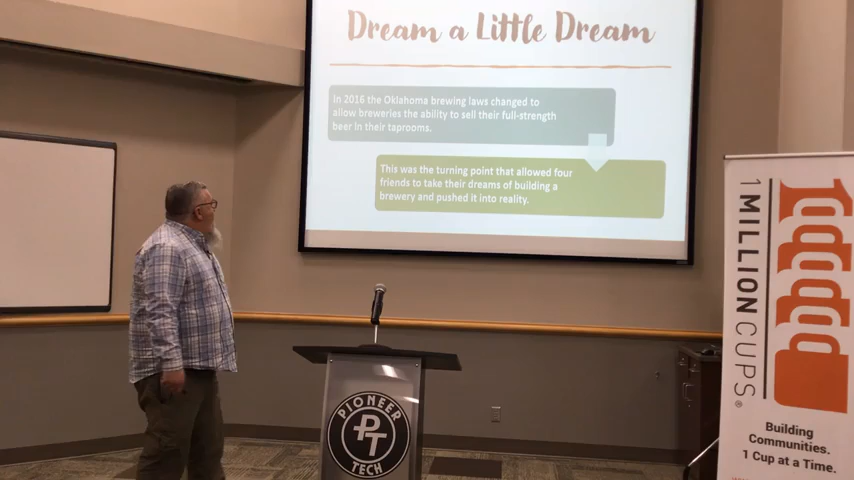 Dream a Little Dream
In 2016 the Oklahoma brewing laws changed to
allow breweries the ability to sell their full-strength
beer in their taprooms.
This was the turning point that allowed four
friends to take their dreams of building a
brewery and pushed it into reality.
PIONEER
PT
TECH
1 MILLION CUPS®
Building
Communities.
1 Cup at a Time.